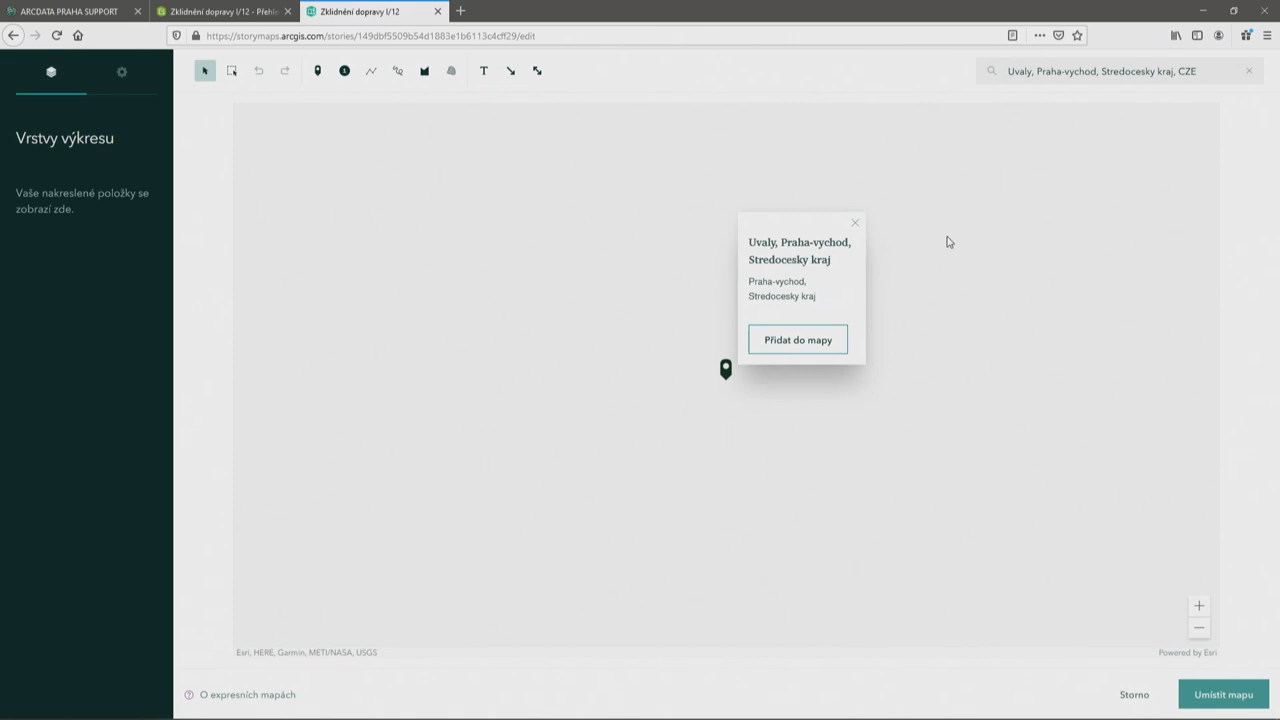 ARCDATA PRAHA SUPPORT
Zklidnění dopravy I/12 - Přehle
Zklidnění dopravy I/12
https://storymaps.arcgis.com/stories/149dbf5509b54d1883e1b6113c4cff29/edit
T
Uvaly, Praha-vychod, Stredocesky kraj, CZE
Vrstvy výkresu
Vaše nakreslené položky se
zobrazí zde.
Uvaly, Praha-vychod,
Stredocesky kraj
Praha-vychod,
Stredocesky kraj
Přidat do mapy
Esri, HERE, Garmin, METI/NASA, USGS
Powered by Esri
O expresních mapách
Storno
Umístit mapu